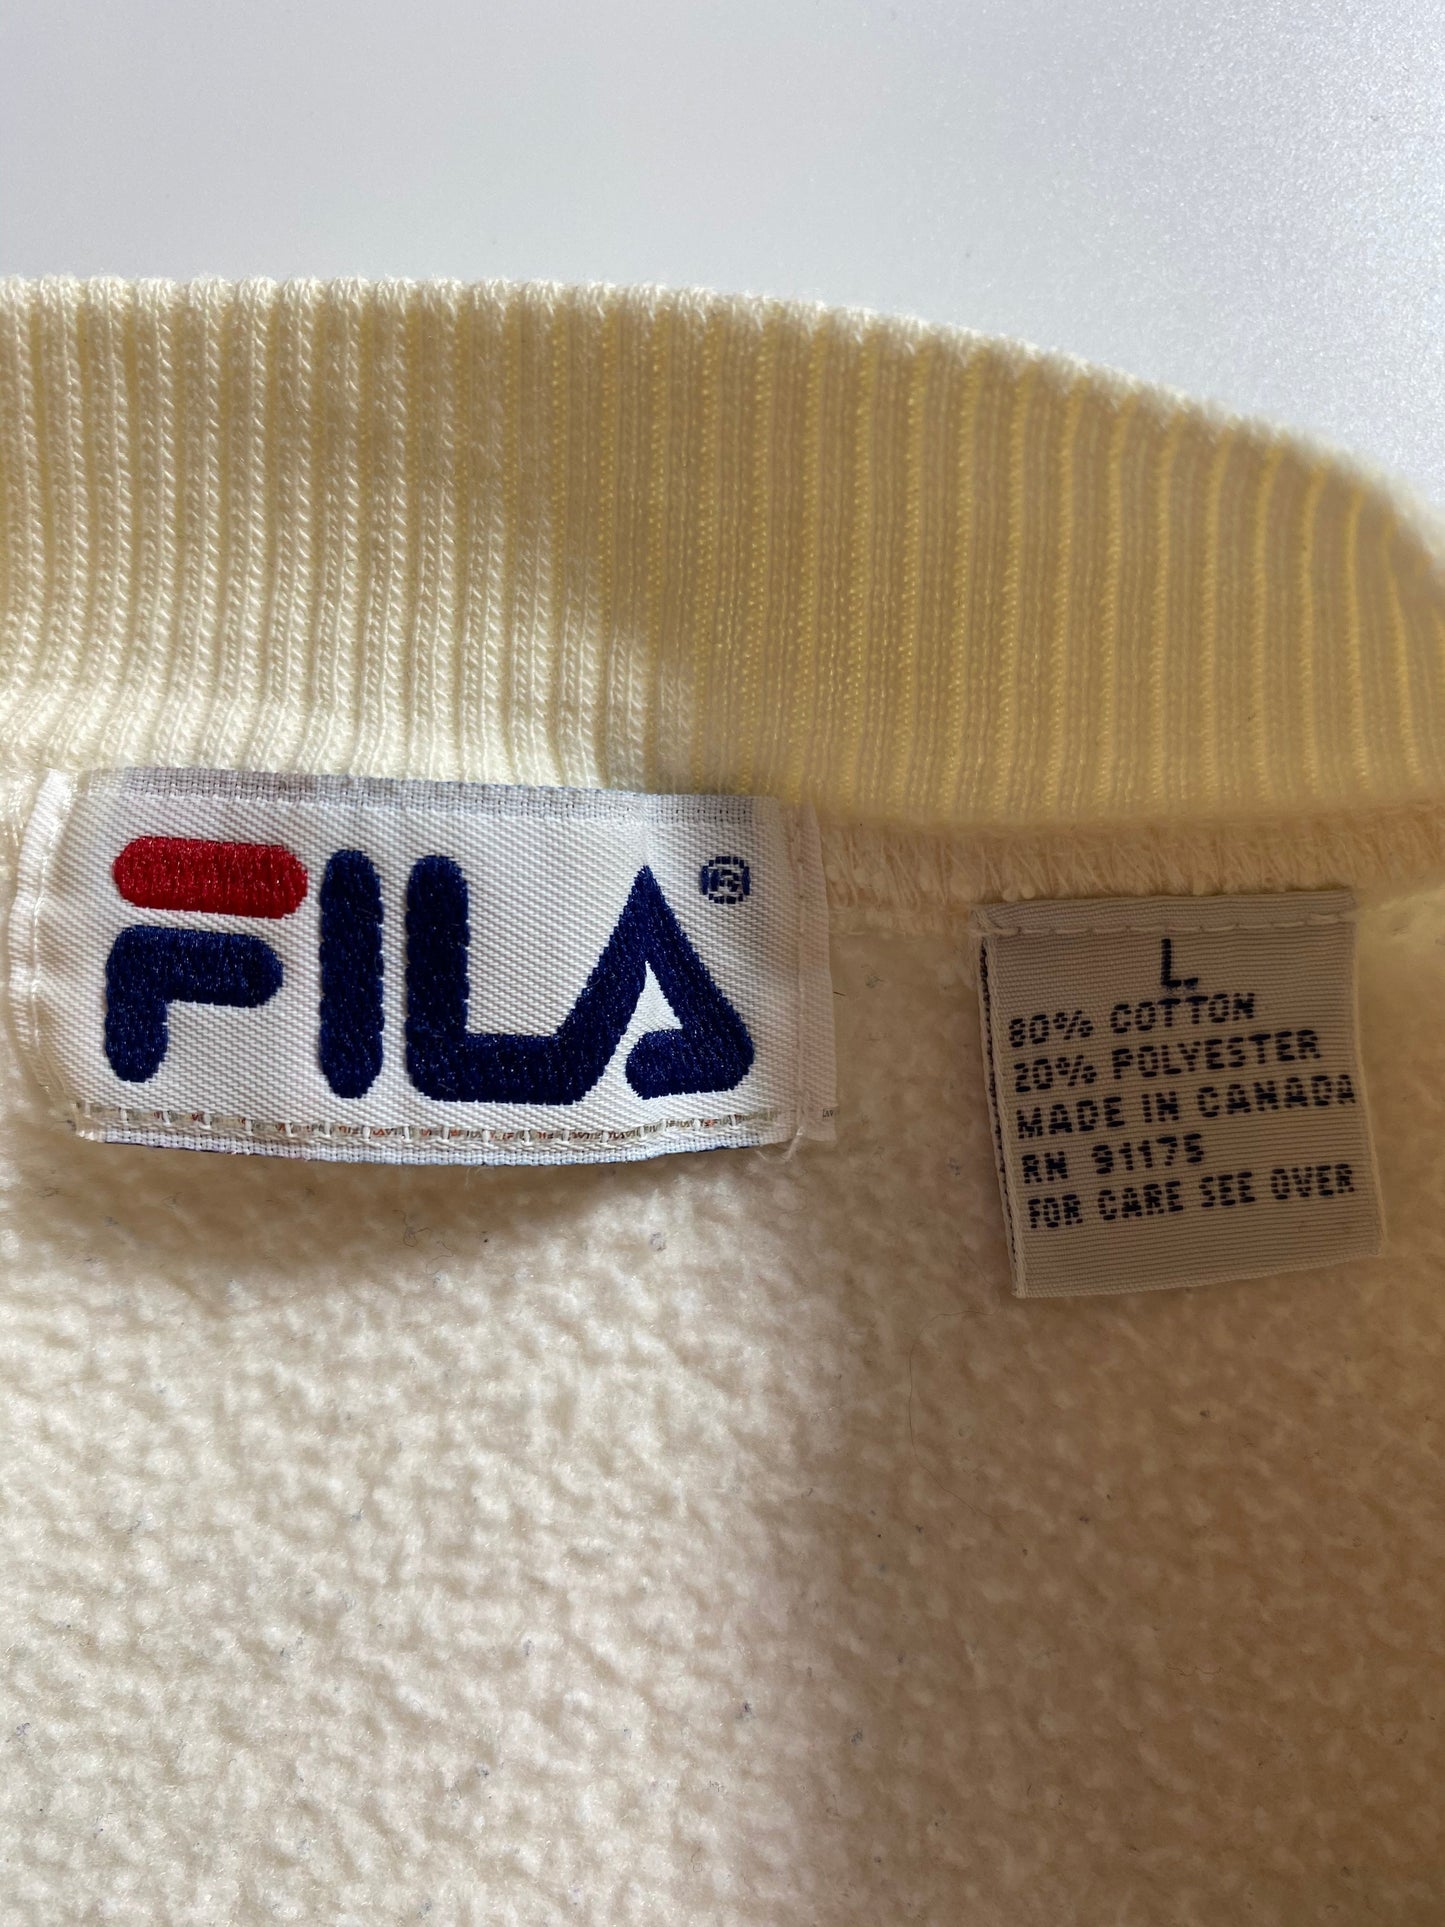 FILA ®
L.
80% COTTON
20% POLYESTER
MADE IN CANADA
RN 91175
FOR CARE SEE OVER